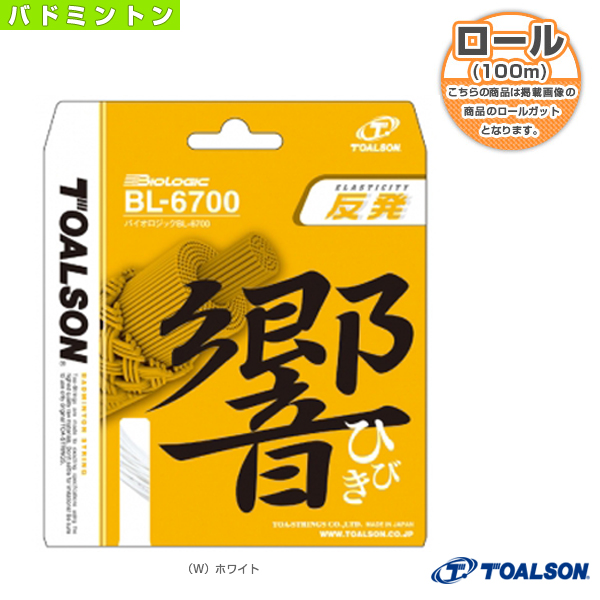 バドミントン
ロール
(100m)
こちらの商品は掲載画像の
商品のロールガット
となります。
TOALSON
BIOLOGIC
BL-6700
バイオロジックBL-6700
ELASTICITY
反発
TOALSON
BADMINTON STRING
響
ひびき
TOA STRINGS CO.,LTD. MADE IN JAPAN
WWW.TOALSON.CO.JP
（W）ホワイト
TOALSON